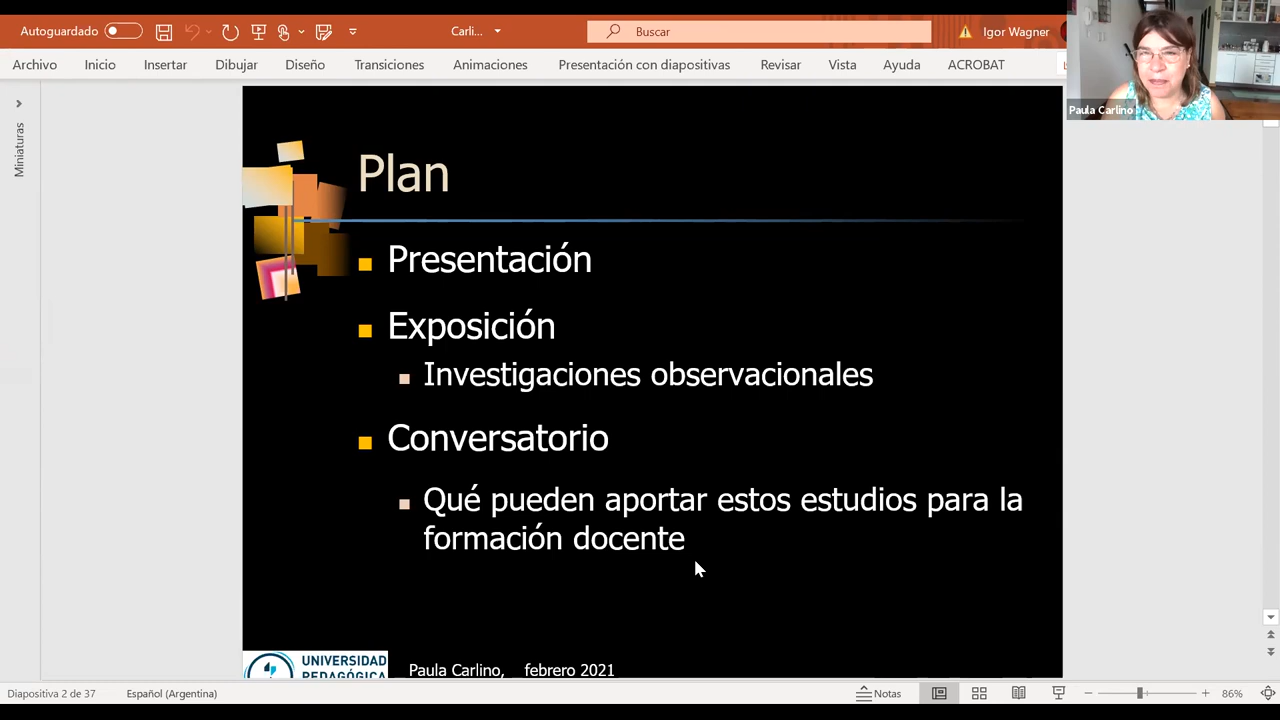 Autoguardado
Carli...
Buscar
Igor Wagner
Archivo
Inicio
Insertar
Dibujar
Diseño
Transiciones
Animaciones
Presentación con diapositivas
Revisar
Vista
Ayuda
ACROBAT
Paula Carlino
Miniaturas
Plan
Presentación
Exposición
Investigaciones observacionales
Conversatorio
Qué pueden aportar estos estudios para la
formación docente
UNIVERSIDAD
PEDAGÓGICA
Paula Carlino, febrero 2021
Diapositiva 2 de 37
Español (Argentina)
Notas
86%